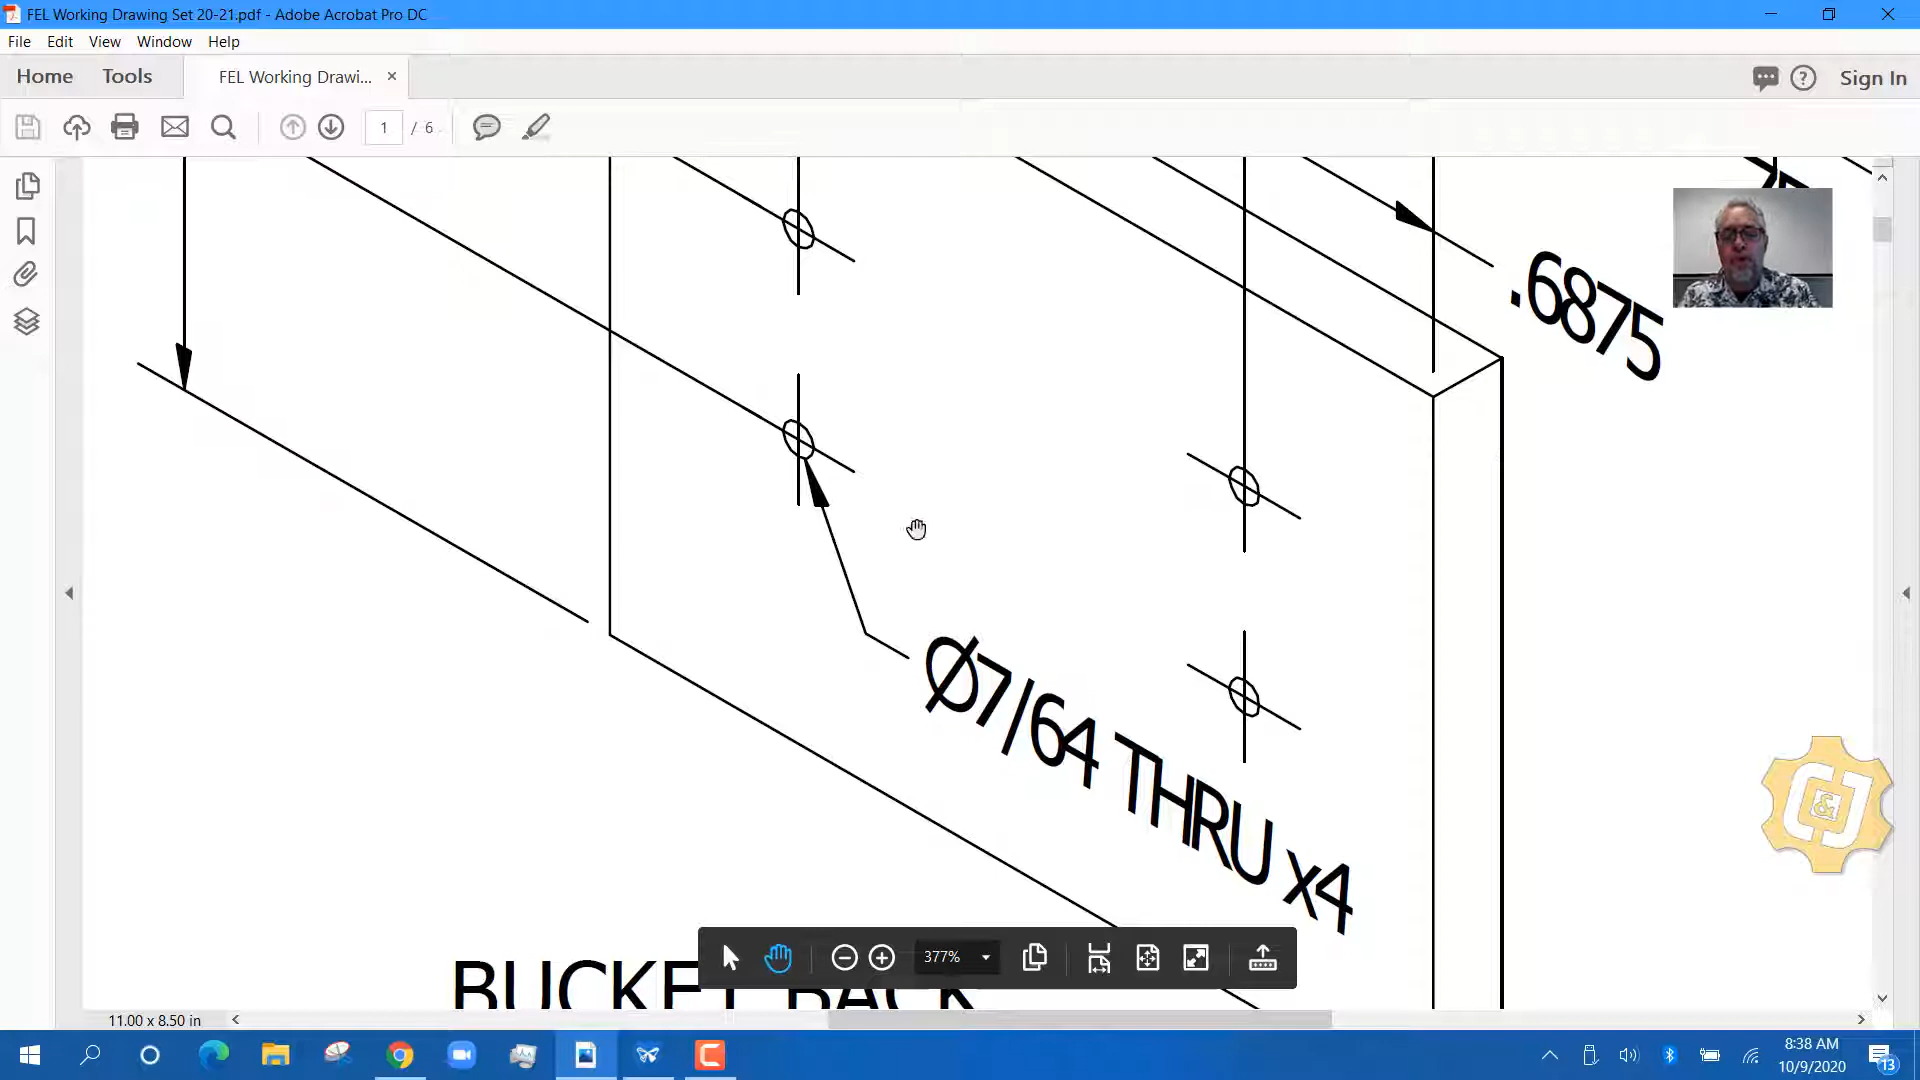 FEL Working Drawing Set 20-21.pdf - Adobe Acrobat Pro DC
File Edit View Window Help
Home Tools FEL Working Drawi... × Sign In
1 / 6
.6875
Ø7/64 THRU x4
BUCKET BACK
377%
11.00 x 8.50 in
C&J
8:38 AM
10/9/2020
13